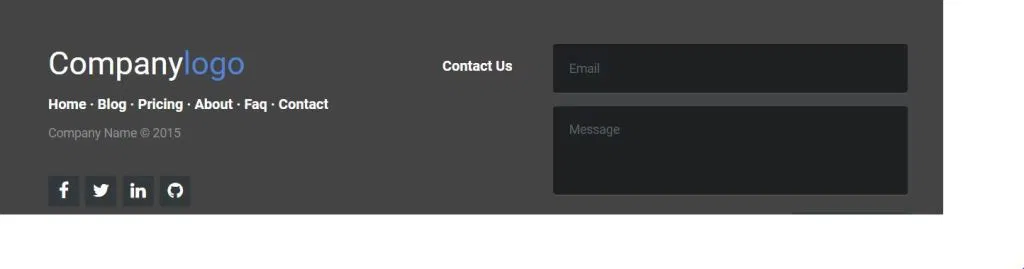 Companylogo
Home · Blog · Pricing · About · Faq · Contact
Company Name © 2015
Contact Us
Email
Message